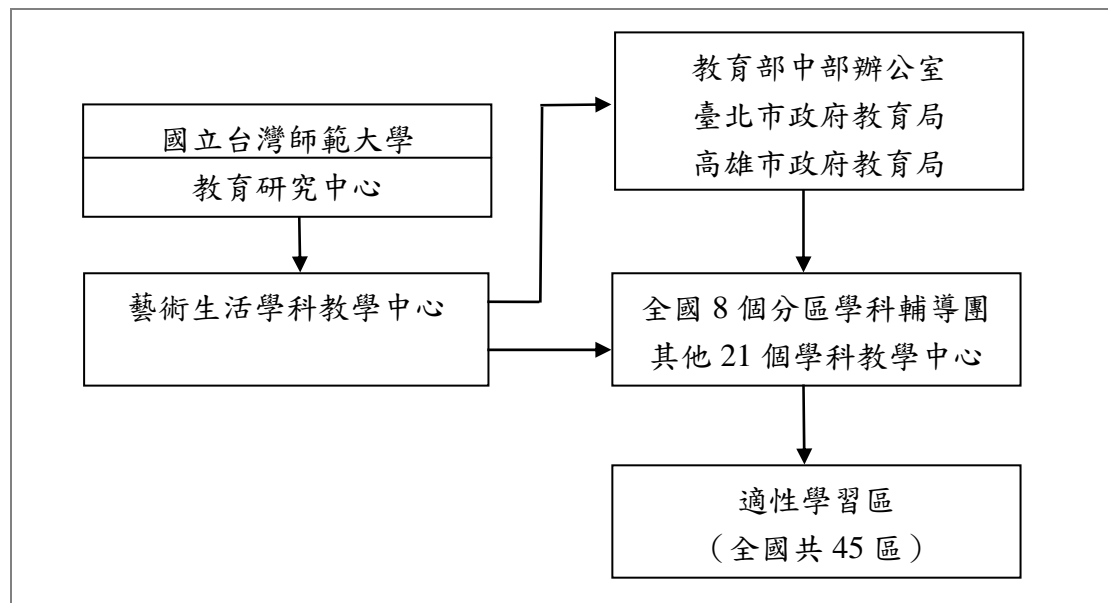 國立台灣師範大學
教育研究中心
藝術生活學科教學中心
教育部中部辦公室
臺北市政府教育局
高雄市政府教育局
全國 8 個分區學科輔導團
其他 21 個學科教學中心
適性學習區
（全國共 45 區）